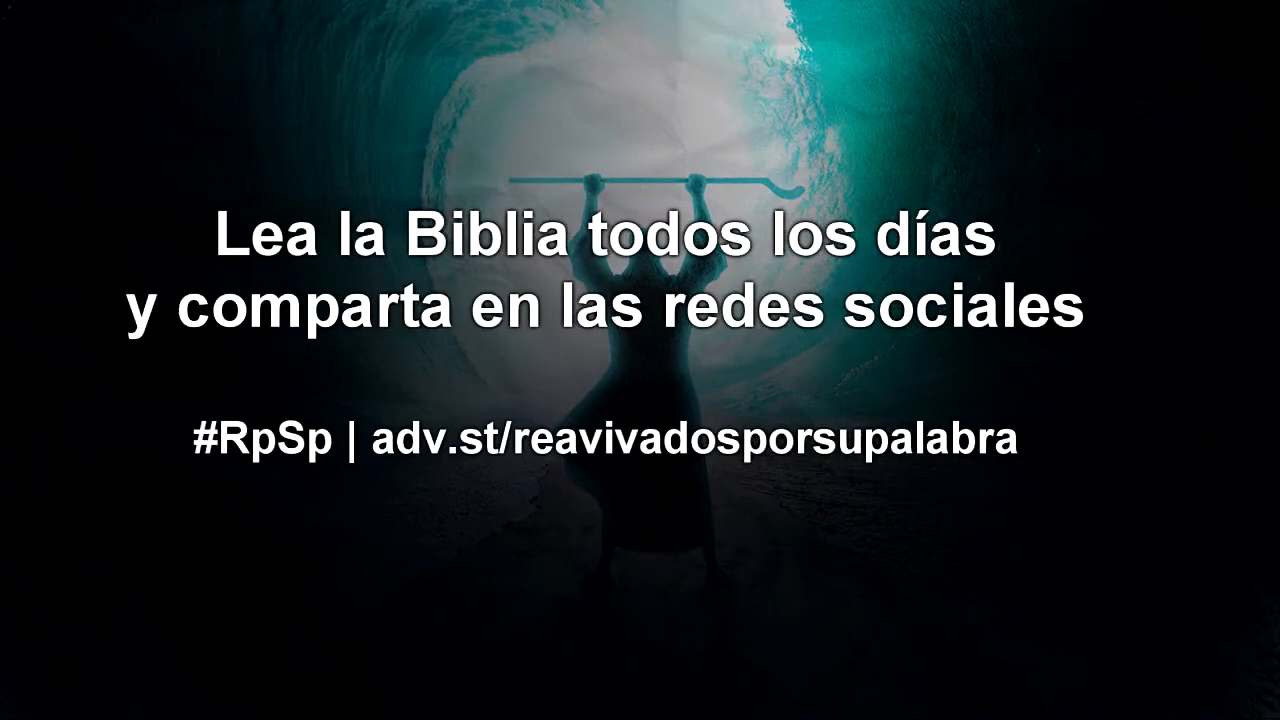 Lea la Biblia todos los días
y comparta en las redes sociales
#RpSp | adv.st/reavivadosporsupalabra